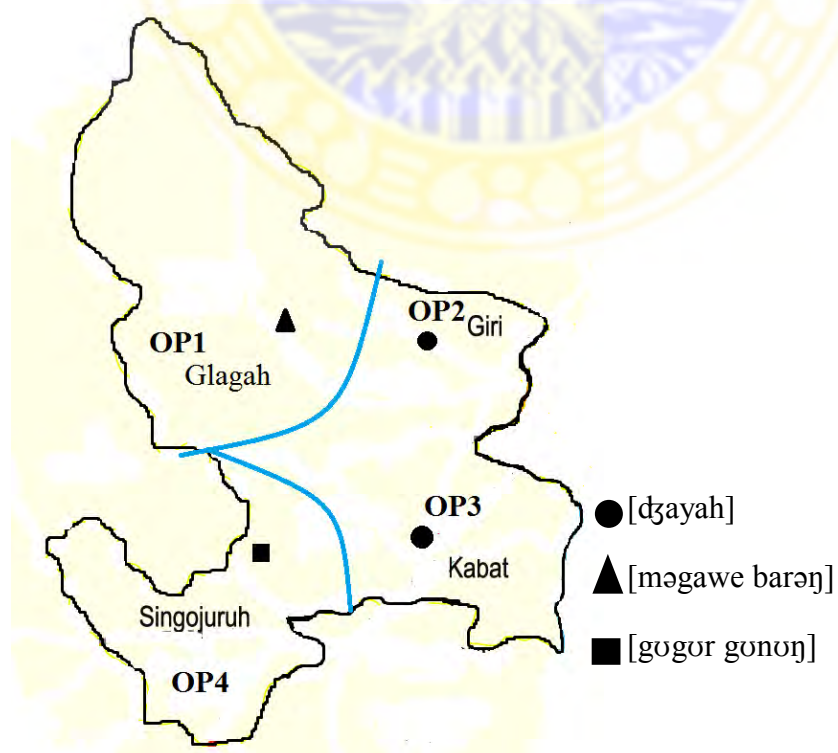 OP1
Glagah
OP2
Giri
OP3
Kabat
Singojuruh
OP4
[ʤayah]
[məgawe barəŋ]
[gʊgʊr gʊnʊŋ]